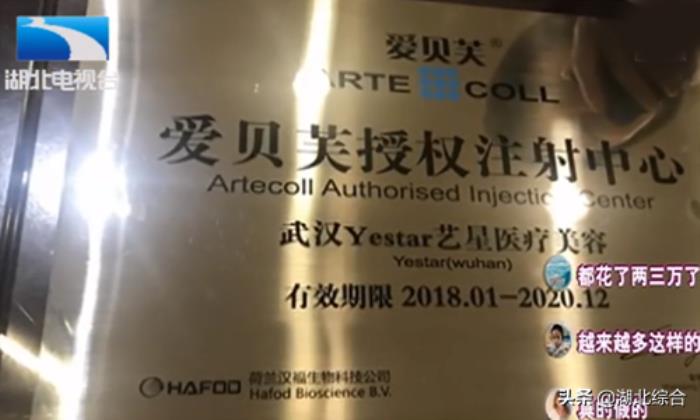 湖北电视台
爱贝芙®
ARTE COLL
爱贝芙授权注射中心
Artecoll Authorised Injection Center
武汉Yestar艺星医疗美容
Yestar(wuhan)
都花了两三万了
有效期限 2018.01-2020.12
越来越多这样的
HAFOD 荷兰汉福生物科技公司
Hafod Bioscience B.V.
头条@湖北综合